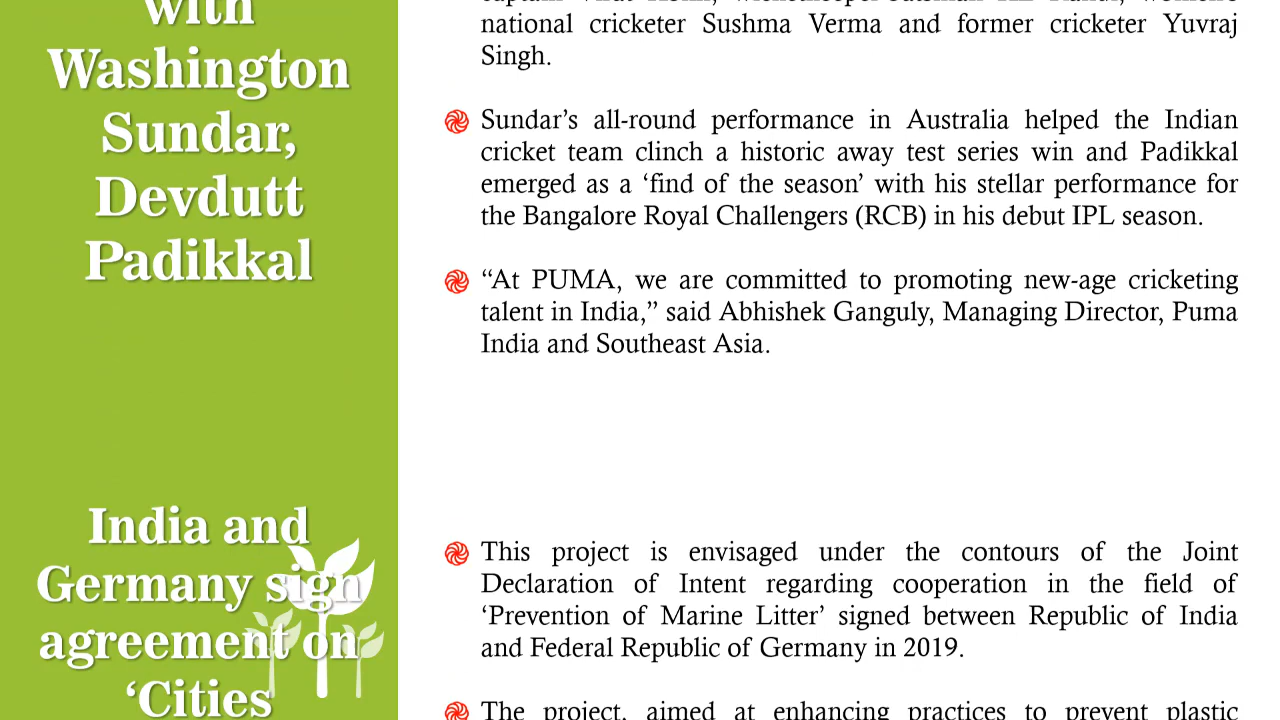 with
Washington
Sundar,
Devdutt
Padikkal
national cricketer Sushma Verma and former cricketer Yuvraj
Singh.
Sundar’s all-round performance in Australia helped the Indian
cricket team clinch a historic away test series win and Padikkal
emerged as a ‘find of the season’ with his stellar performance for
the Bangalore Royal Challengers (RCB) in his debut IPL season.
“At PUMA, we are committed to promoting new-age cricketing
talent in India,” said Abhishek Ganguly, Managing Director, Puma
India and Southeast Asia.
India and
Germany sign
agreement on
‘Cities
This project is envisaged under the contours of the Joint
Declaration of Intent regarding cooperation in the field of
‘Prevention of Marine Litter’ signed between Republic of India
and Federal Republic of Germany in 2019.
The project, aimed at enhancing practices to prevent plastic